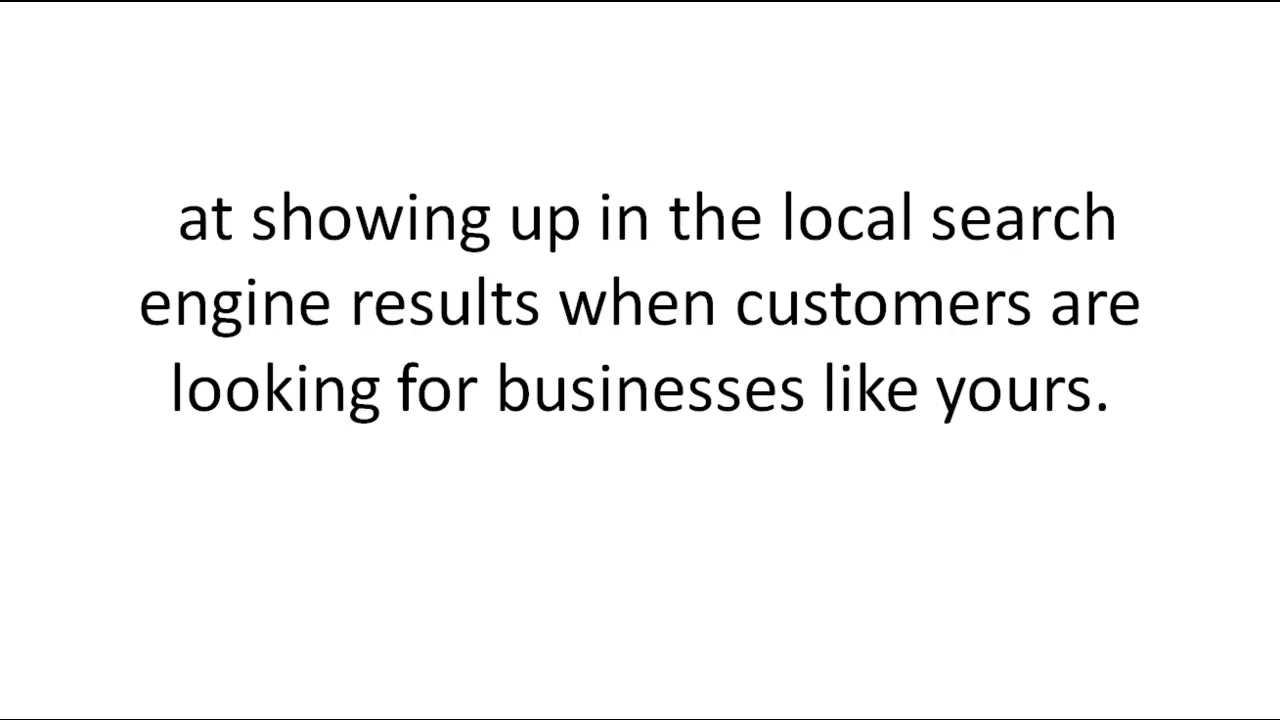 at showing up in the local search
engine results when customers are
looking for businesses like yours.